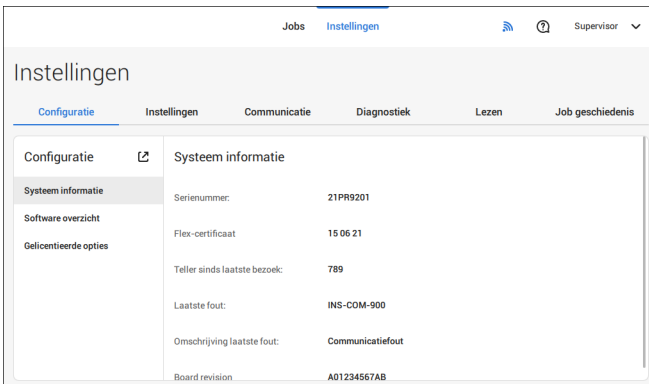 Jobs Instellingen Supervisor
Instellingen
Configuratie Instellingen Communicatie Diagnostiek Lezen Job geschiedenis
Configuratie
Systeem informatie
Software overzicht
Gelicentieerde opties
Systeem informatie
Serienummer: 21PR9201
Flex-certificaat 15 06 21
Teller sinds laatste bezoek: 789
Laatste fout: INS-COM-900
Omschrijving laatste fout: Communicatiefout
Board revision A01234567AB